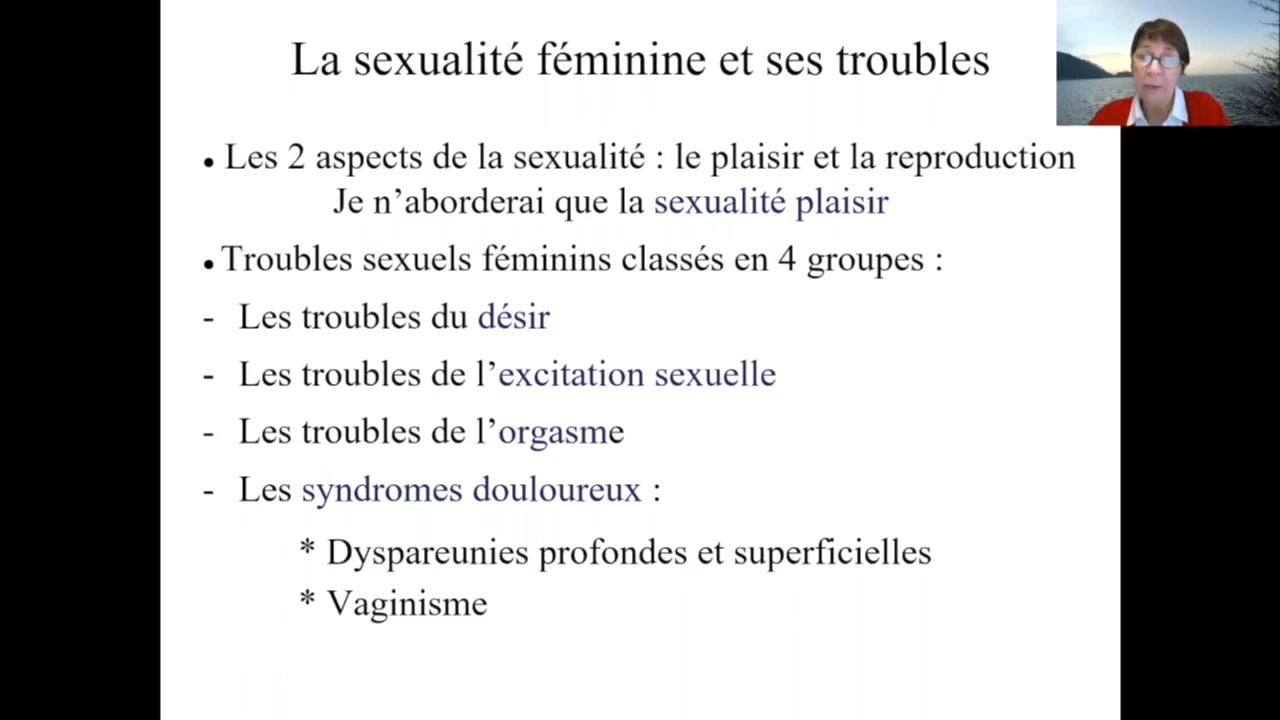 La sexualité féminine et ses troubles
• Les 2 aspects de la sexualité : le plaisir et la reproduction
Je n’aborderai que la sexualité plaisir
• Troubles sexuels féminins classés en 4 groupes :
- Les troubles du désir
- Les troubles de l’excitation sexuelle
- Les troubles de l’orgasme
- Les syndromes douloureux :
* Dyspareunies profondes et superficielles
* Vaginisme